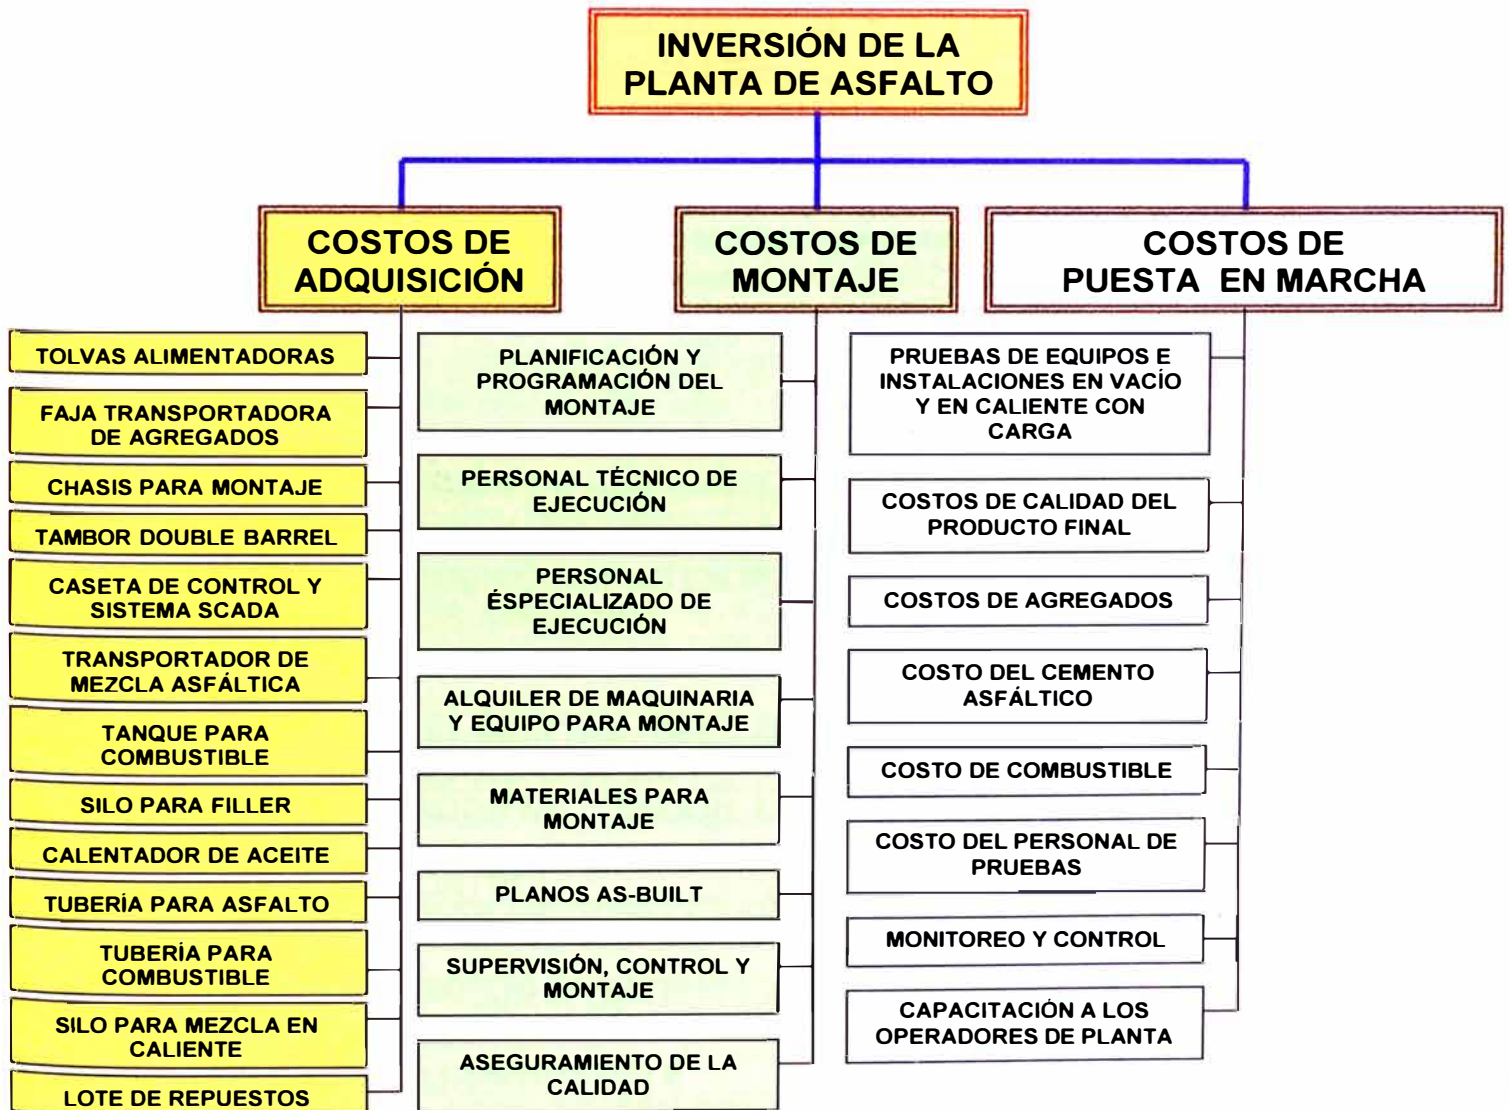 INVERSIÓN DE LA
PLANTA DE ASFALTO
COSTOS DE
ADQUISICIÓN
COSTOS DE
MONTAJE
COSTOS DE
PUESTA EN MARCHA
TOLVAS ALIMENTADORAS
FAJA TRANSPORTADORA
DE AGREGADOS
CHASIS PARA MONTAJE
TAMBOR DOUBLE BARREL
CASETA DE CONTROL Y
SISTEMA SCADA
TRANSPORTADOR DE
MEZCLA ASFÁLTICA
TANQUE PARA
COMBUSTIBLE
SILO PARA FILLER
CALENTADOR DE ACEITE
TUBERÍA PARA ASFALTO
TUBERÍA PARA
COMBUSTIBLE
SILO PARA MEZCLA EN
CALIENTE
LOTE DE REPUESTOS
PLANIFICACIÓN Y
PROGRAMACIÓN DEL
MONTAJE
PERSONAL TÉCNICO DE
EJECUCIÓN
PERSONAL
ÉSPECIALIZADO DE
EJECUCIÓN
ALQUILER DE MAQUINARIA
Y EQUIPO PARA MONTAJE
MATERIALES PARA
MONTAJE
PLANOS AS-BUILT
SUPERVISIÓN, CONTROL Y
MONTAJE
ASEGURAMIENTO DE LA
CALIDAD
PRUEBAS DE EQUIPOS E
INSTALACIONES EN VACÍO
Y EN CALIENTE CON
CARGA
COSTOS DE CALIDAD DEL
PRODUCTO FINAL
COSTOS DE AGREGADOS
COSTO DEL CEMENTO
ASFÁLTICO
COSTO DE COMBUSTIBLE
COSTO DEL PERSONAL DE
PRUEBAS
MONITOREO Y CONTROL
CAPACITACIÓN A LOS
OPERADORES DE PLANTA